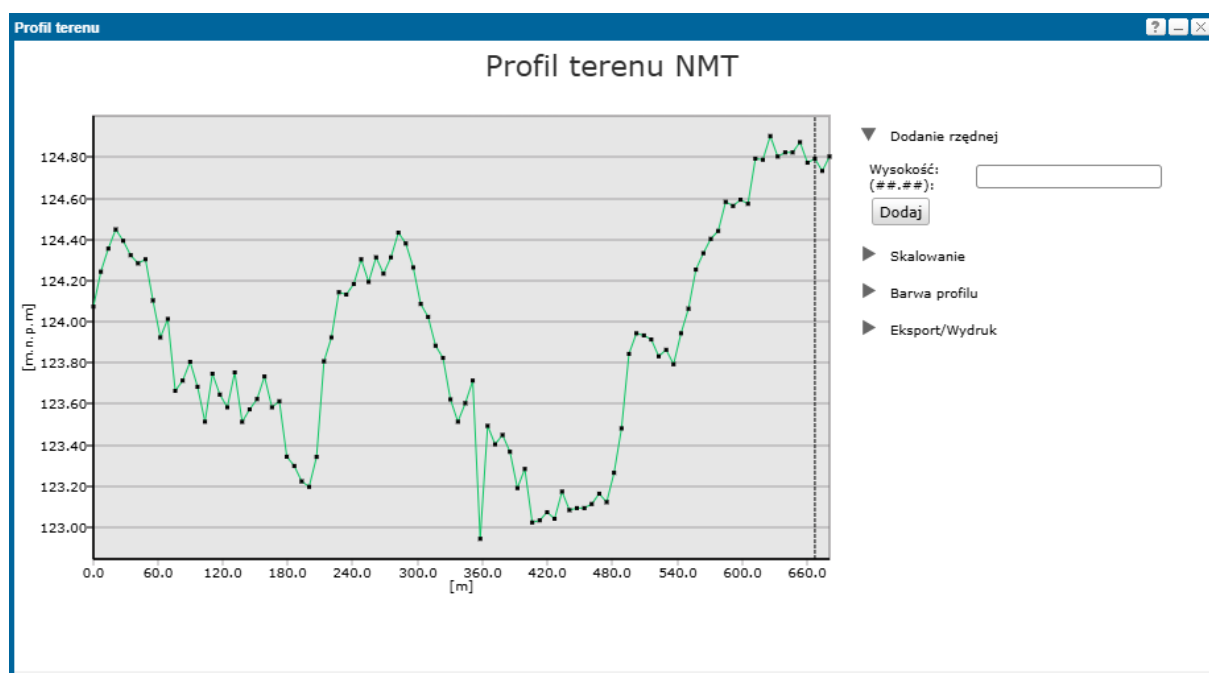 Profil terenu
?
Profil terenu NMT
124.80
124.60
124.40
124.20
124.00
123.80
123.60
123.40
123.20
123.00
[m.n.p.m]
0.0 60.0 120.0 180.0 240.0 300.0 360.0 420.0 480.0 540.0 600.0 660.0
[m]
Dodanie rzędnej
Wysokość:
(##.##):
Dodaj
Skalowanie
Barwa profilu
Eksport/Wydruk